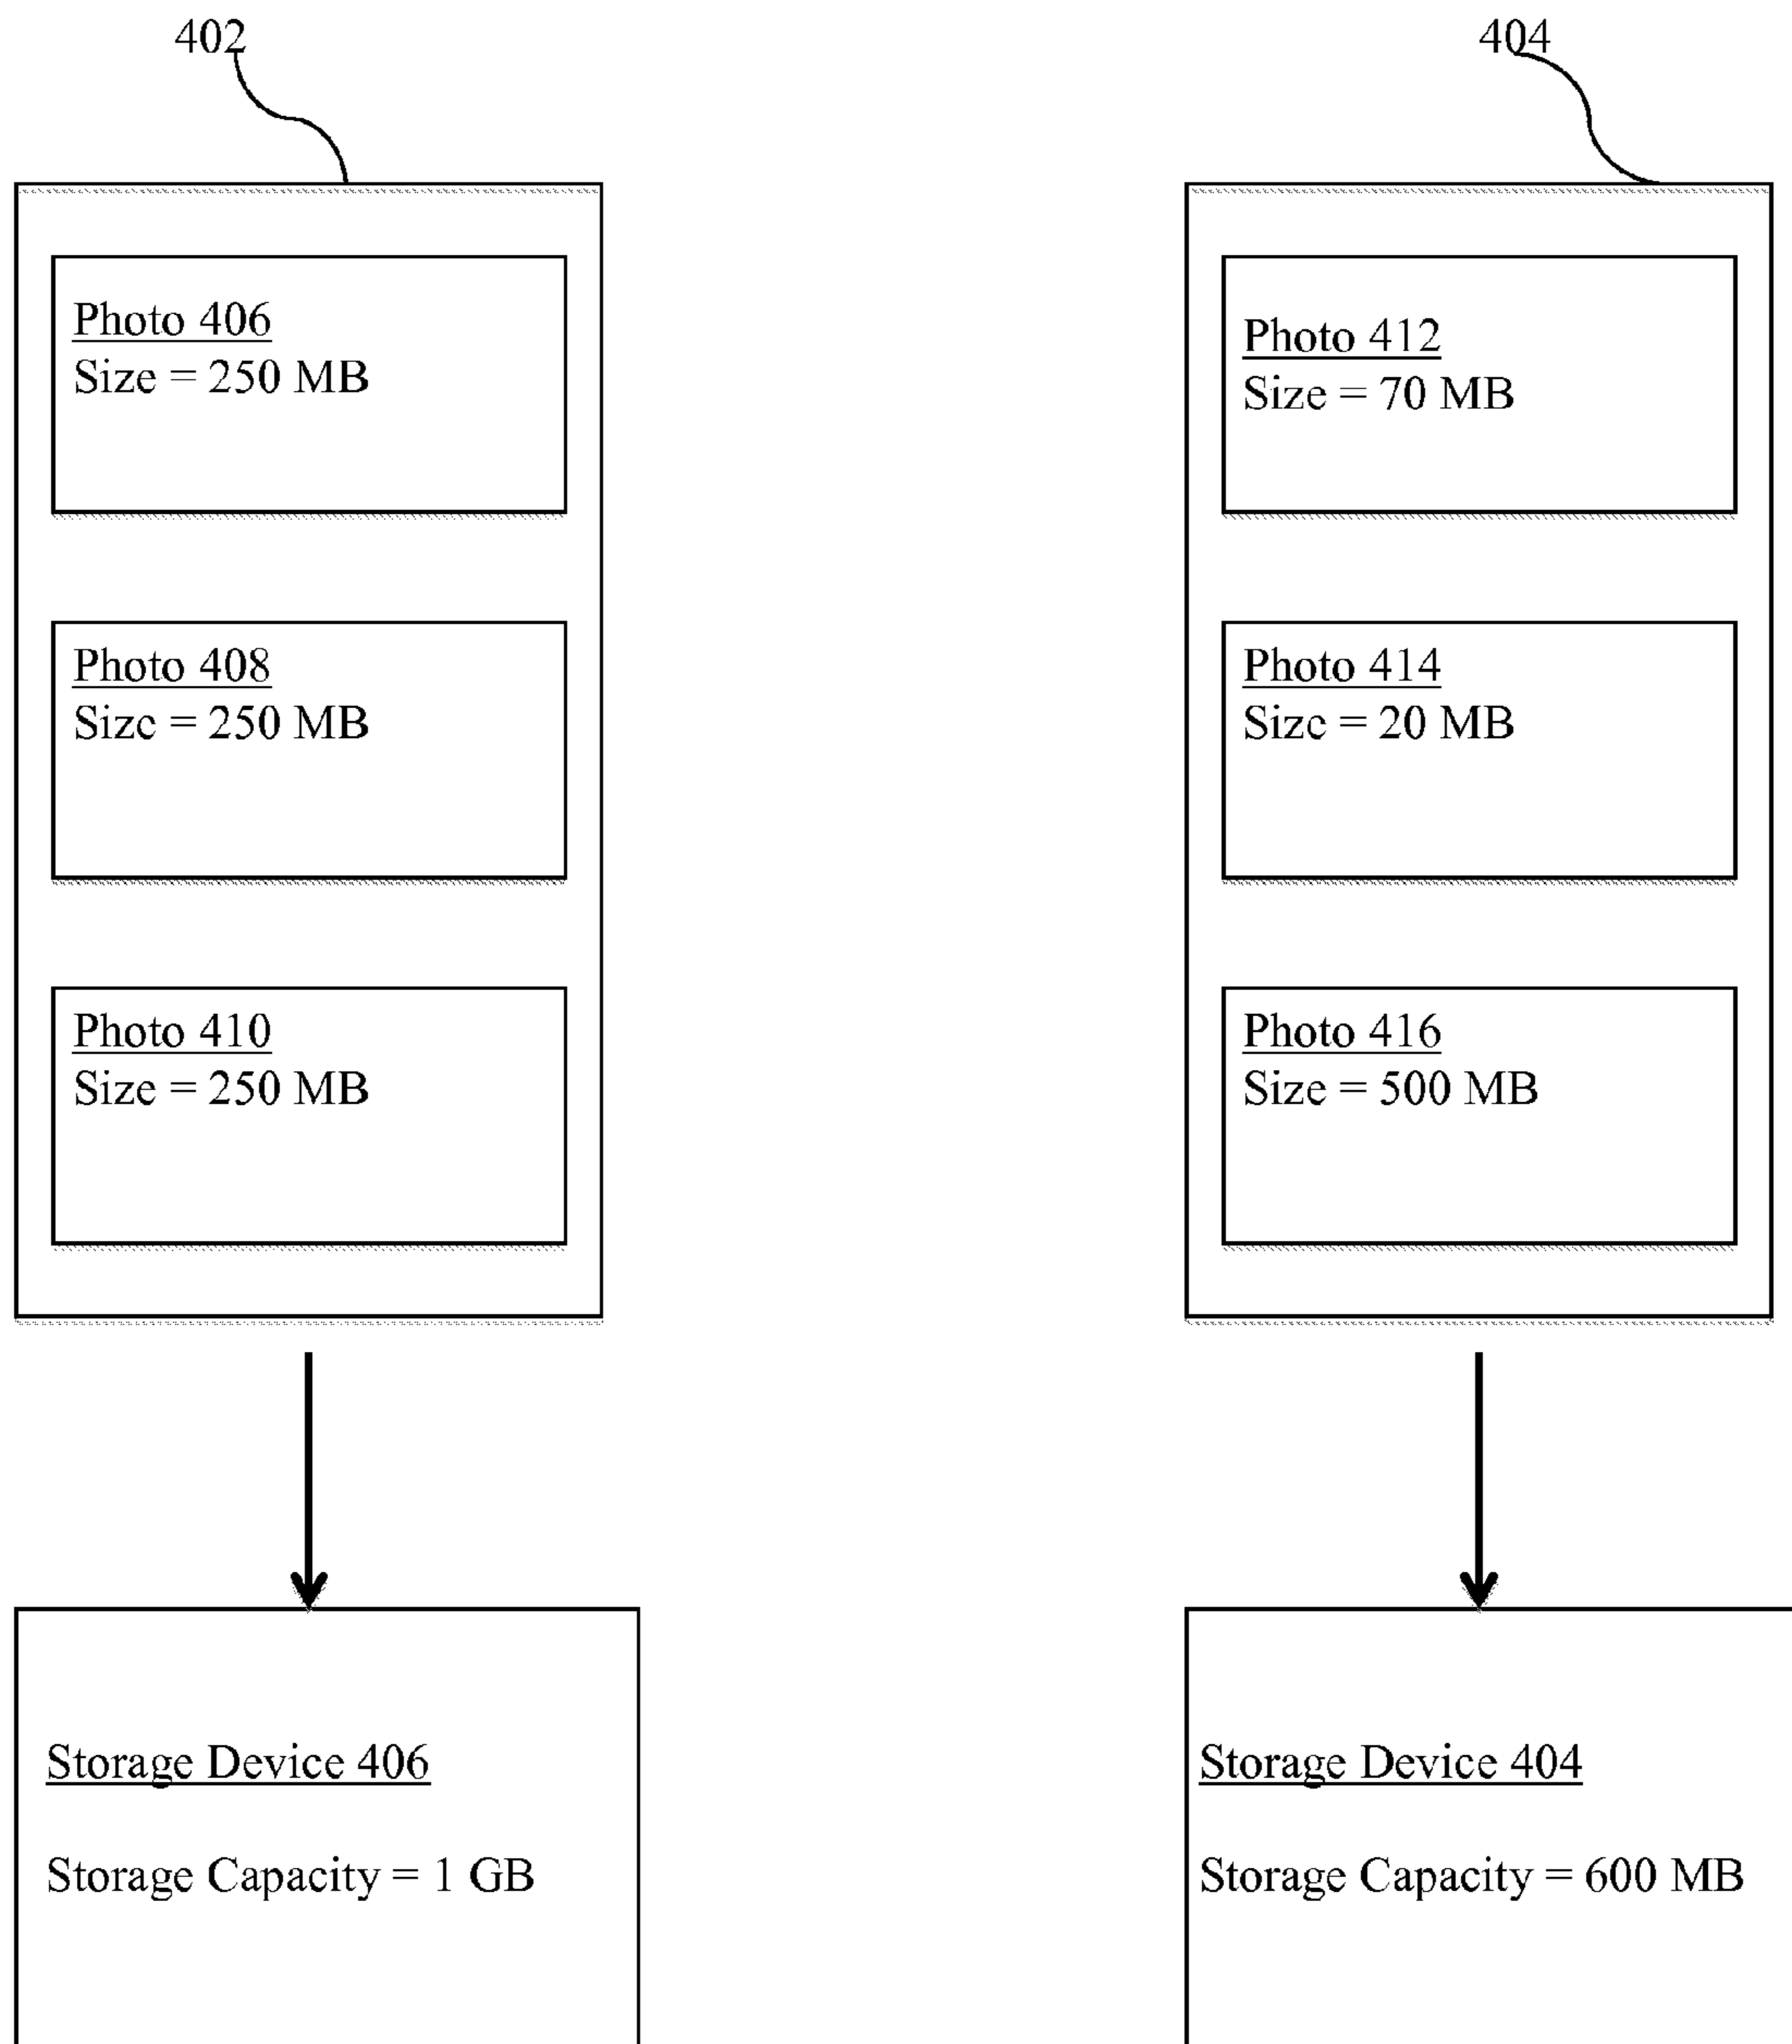 402
404
Photo 406
Size = 250 MB
Photo 408
Size = 250 MB
Photo 410
Size = 250 MB
Photo 412
Size = 70 MB
Photo 414
Size = 20 MB
Photo 416
Size = 500 MB
Storage Device 406
Storage Capacity = 1 GB
Storage Device 404
Storage Capacity = 600 MB